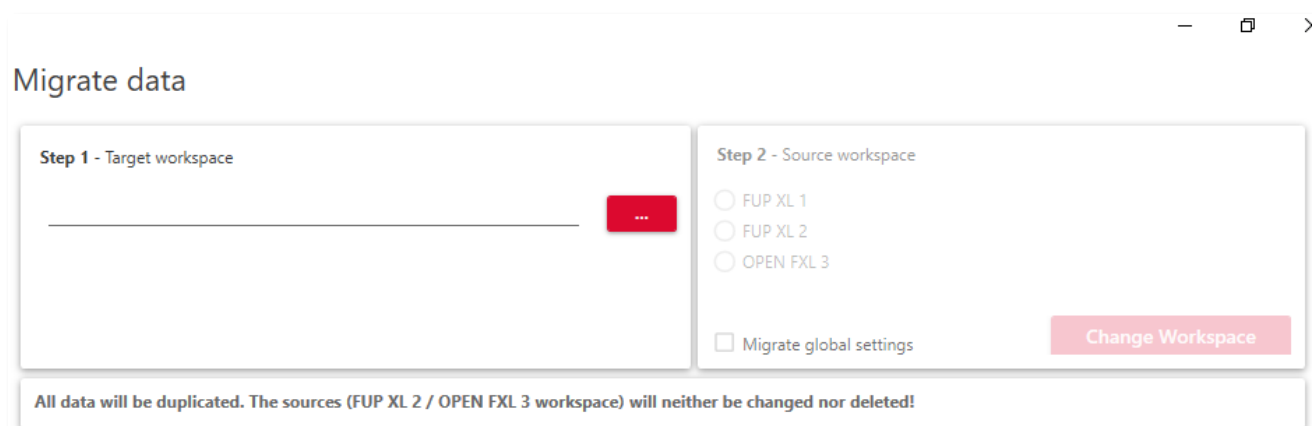 Migrate data
Step 1 - Target workspace
...
Step 2 - Source workspace
FUP XL 1
FUP XL 2
OPEN FXL 3
Migrate global settings
Change Workspace
All data will be duplicated. The sources (FUP XL 2 / OPEN FXL 3 workspace) will neither be changed nor deleted!